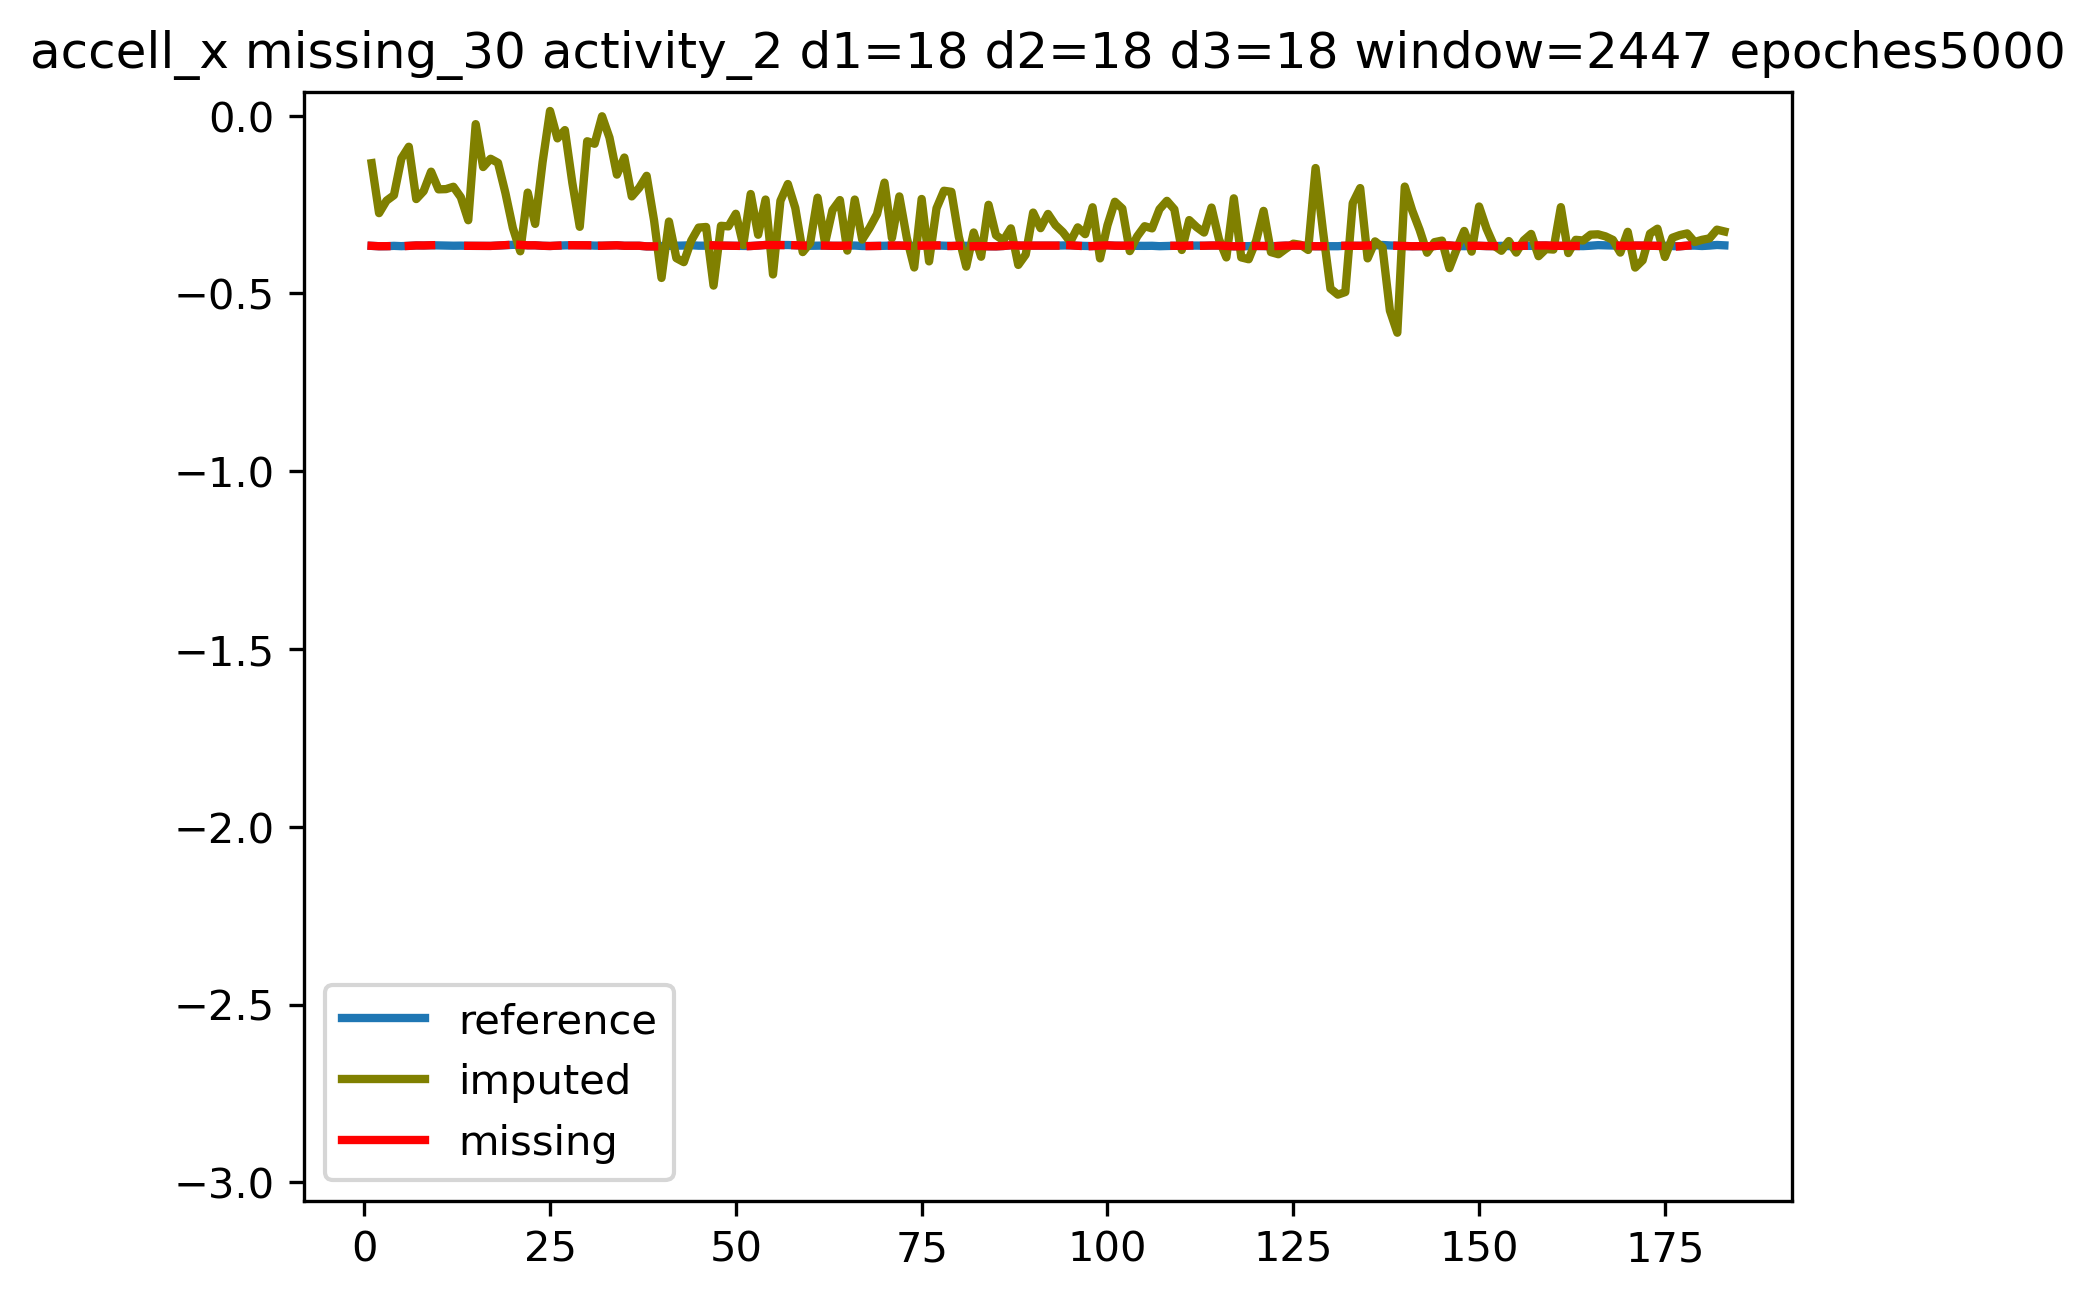 accell_x missing_30 activity_2 d1=18 d2=18 d3=18 window=2447 epoches5000
0.0
−0.5
−1.0
−1.5
−2.0
−2.5
−3.0
reference
imputed
missing
0 25 50 75 100 125 150 175